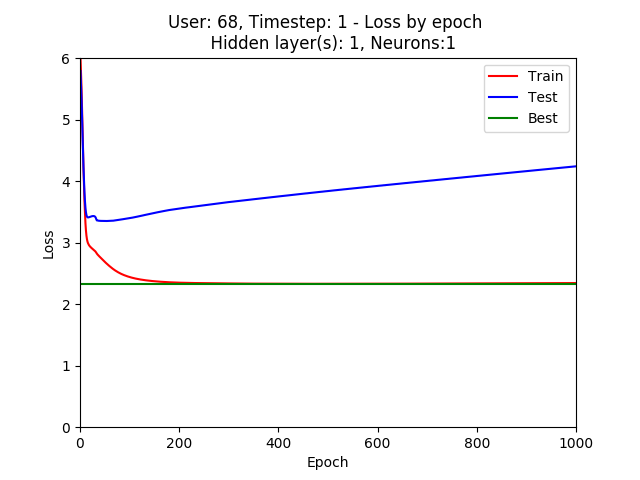 User: 68, Timestep: 1 - Loss by epoch
Hidden layer(s): 1, Neurons:1
Train
Test
Best
6
5
4
3
2
1
0
Loss
0
200
400
600
800
1000
Epoch